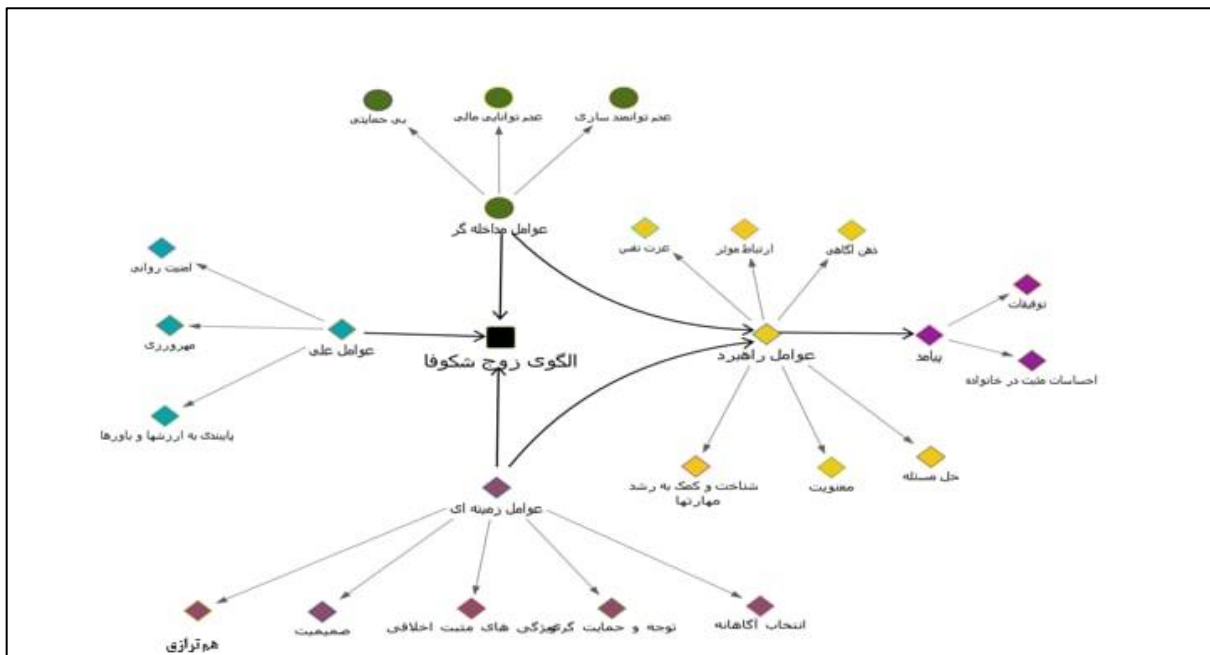 بی حمایتی
عدم توانایی مالی
عدم توانمند سازی
عوامل مداخله گر
عزت نفس
ارتباط موثر
ذهن آگاهی
امنیت روانی
مهرورزی
عوامل علی
پایبندی به ارزشها و باورها
الگوی زوج شکوفا
عوامل راهبرد
پیامد
توفیقات
احساسات مثبت در خانواده
شناخت و کمک به رشد
مهارتها
معنویت
حل مسئله
عوامل زمینه ای
هم ترازی
صمیمیت
ویژگی های مثبت اخلاقی
توجه و حمایت گری
انتخاب آگاهانه